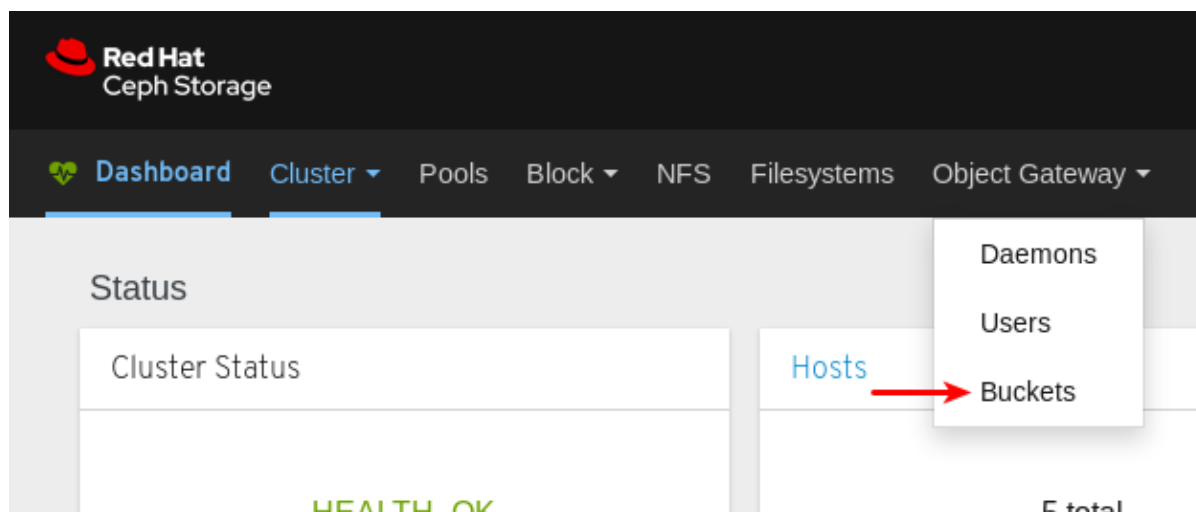 Red Hat
Ceph Storage
Dashboard Cluster Pools Block NFS Filesystems Object Gateway
Daemons
Status
Users
Cluster Status Hosts
Buckets
HEALTH_OK 5 total